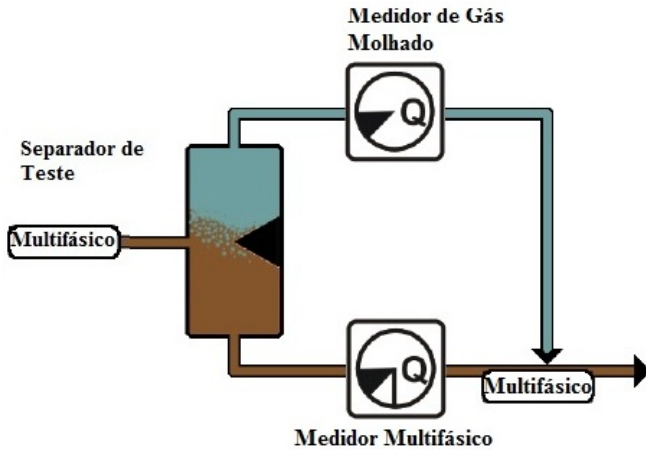 Medidor de Gás
Molhado
Q
Separador de
Teste
Multifásico
Q
Multifásico
Medidor Multifásico